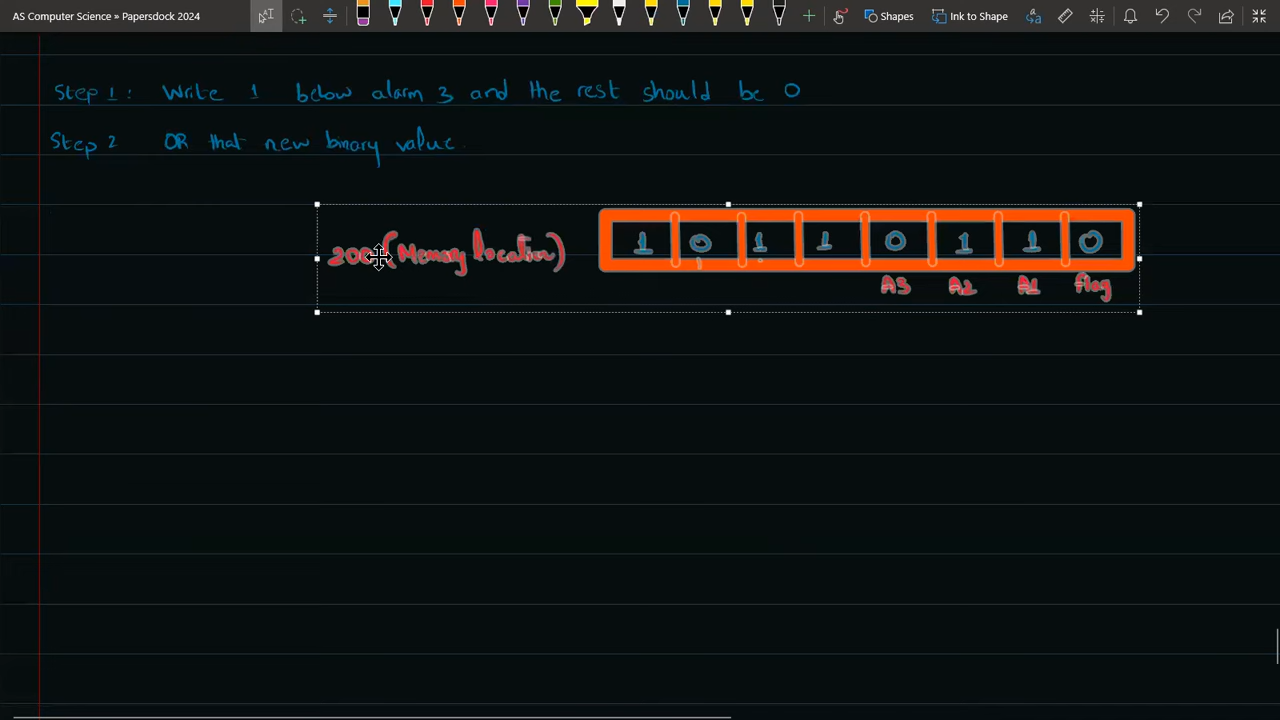 AS Computer Science » Papersdock 2024
Shapes
Ink to Shape
Step 1: Write 1 below alarm 3 and the rest should be 0
Step 2 OR that new binary value.
(Memory location) 1 0 1 1 0 1 1 0
A3 A2 A1 flag